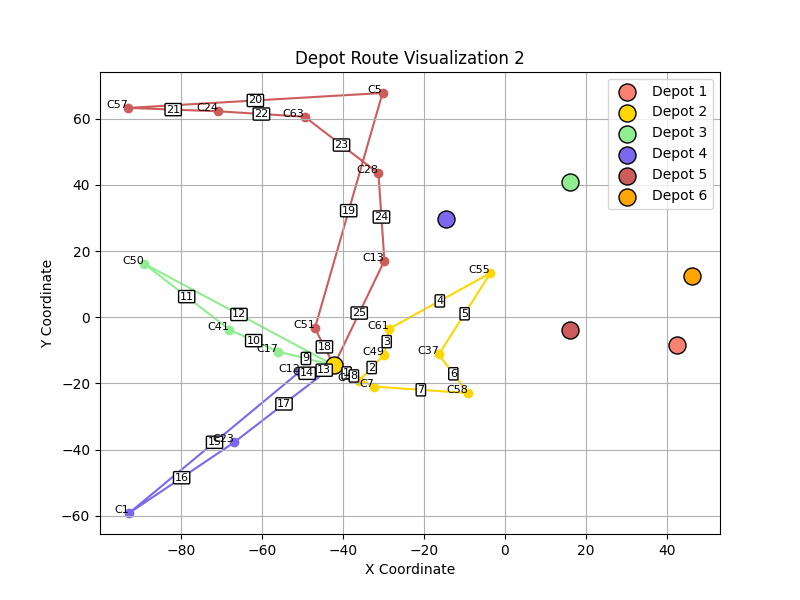 Depot Route Visualization 2
Depot 1
Depot 2
Depot 3
Depot 4
Depot 5
Depot 6
C57
21
C24
22
C63
20
C5
23
C28
19
24
C13
25
C51
18
C50
11
12
C41
10
C17
9
14
13
C23
15
17
16
C1
C55
4
5
C61
3
C49
2
C37
6
C58
7
C7
8
60
40
20
0
−20
−40
−60
−80
−60
−40
−20
0
20
40
X Coordinate
Y Coordinate